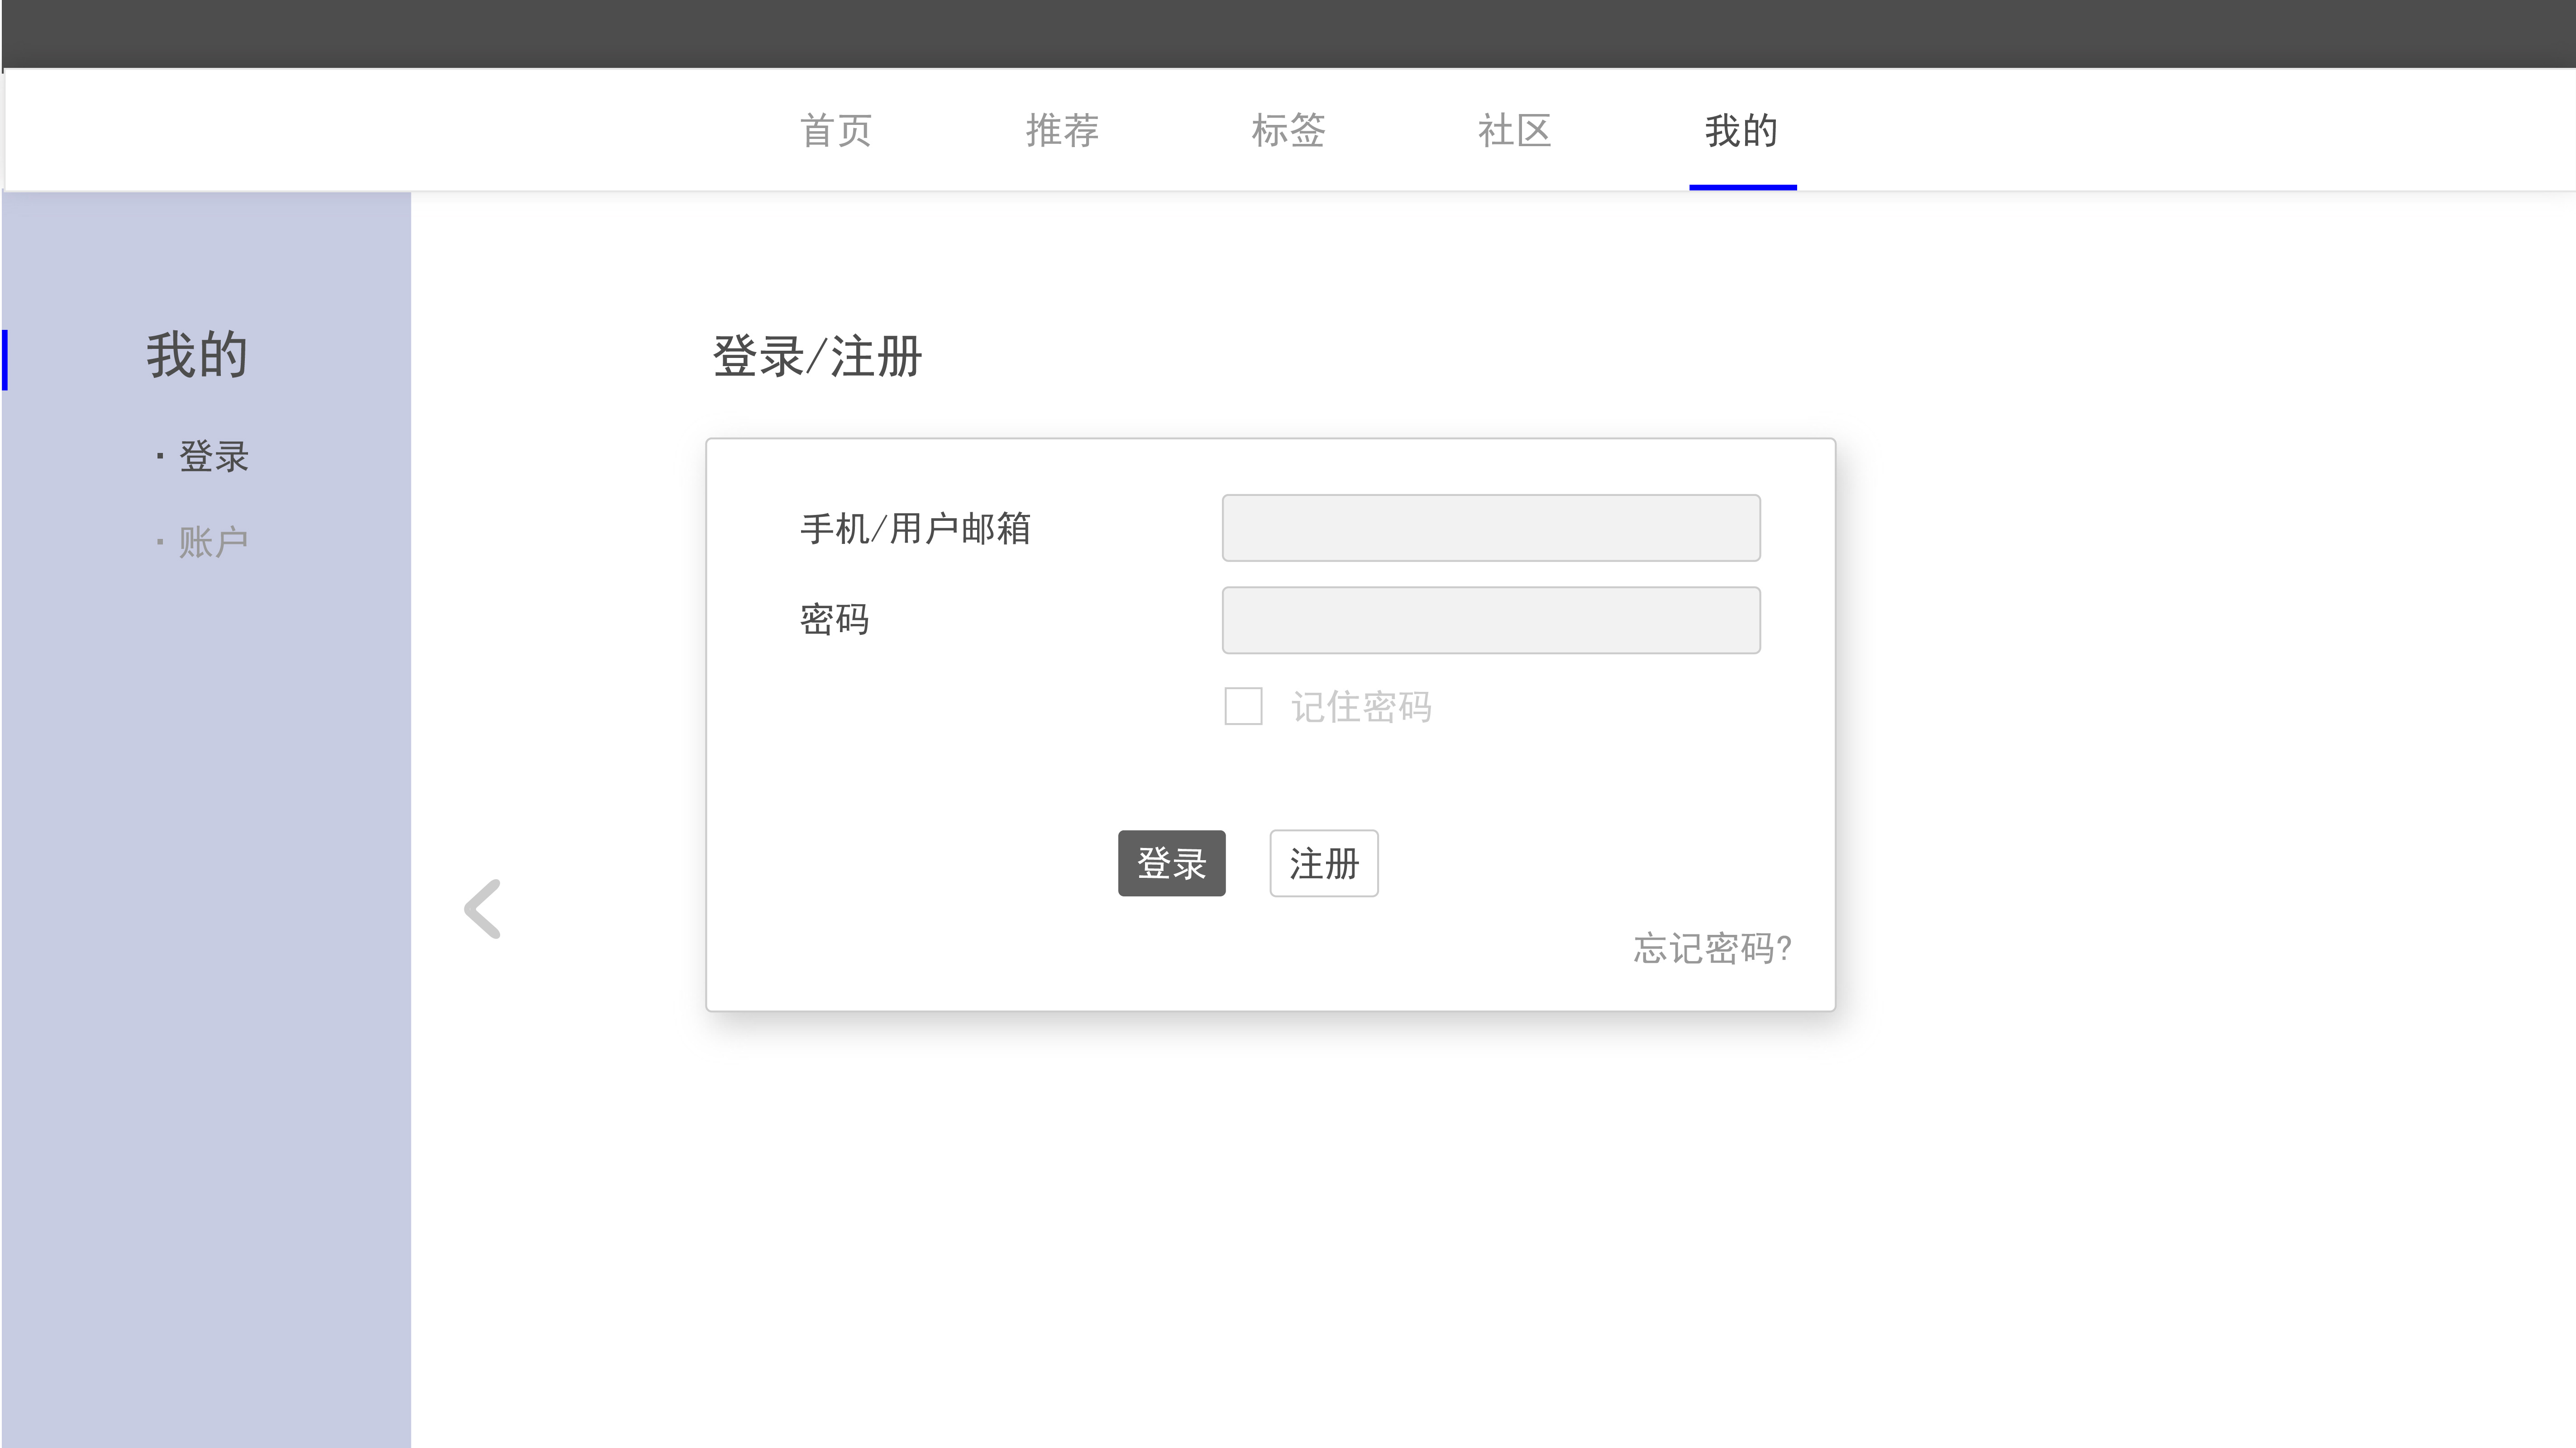 首页 推荐 标签 社区 我的
我的
· 登录
· 账户
登录/注册
手机/用户邮箱
密码
记住密码
登录 注册
忘记密码?